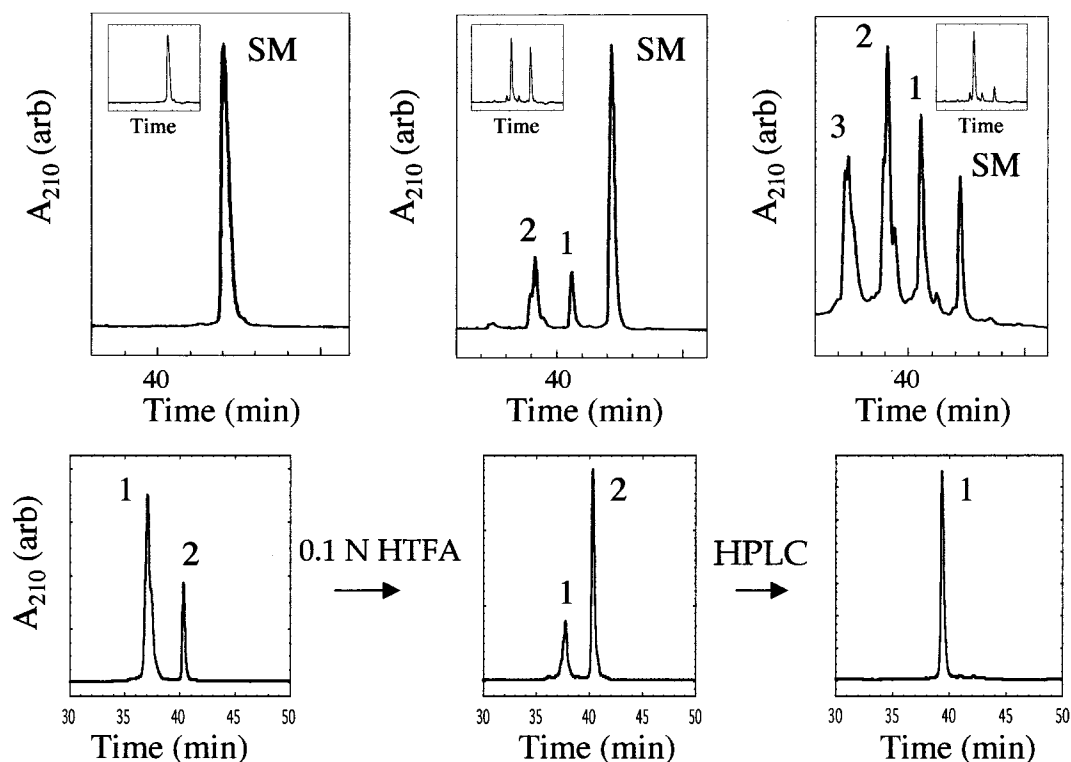 SM
Time
A210 (arb)
40
Time (min)
SM
2
1
Time
A210 (arb)
40
Time (min)
2
1
3
SM
Time
A210 (arb)
40
Time (min)
1
2
A210 (arb)
30 35 40 45 50
Time (min)
0.1 N HTFA
2
1
30 35 40 45 50
Time (min)
HPLC
1
30 35 40 45 50
Time (min)